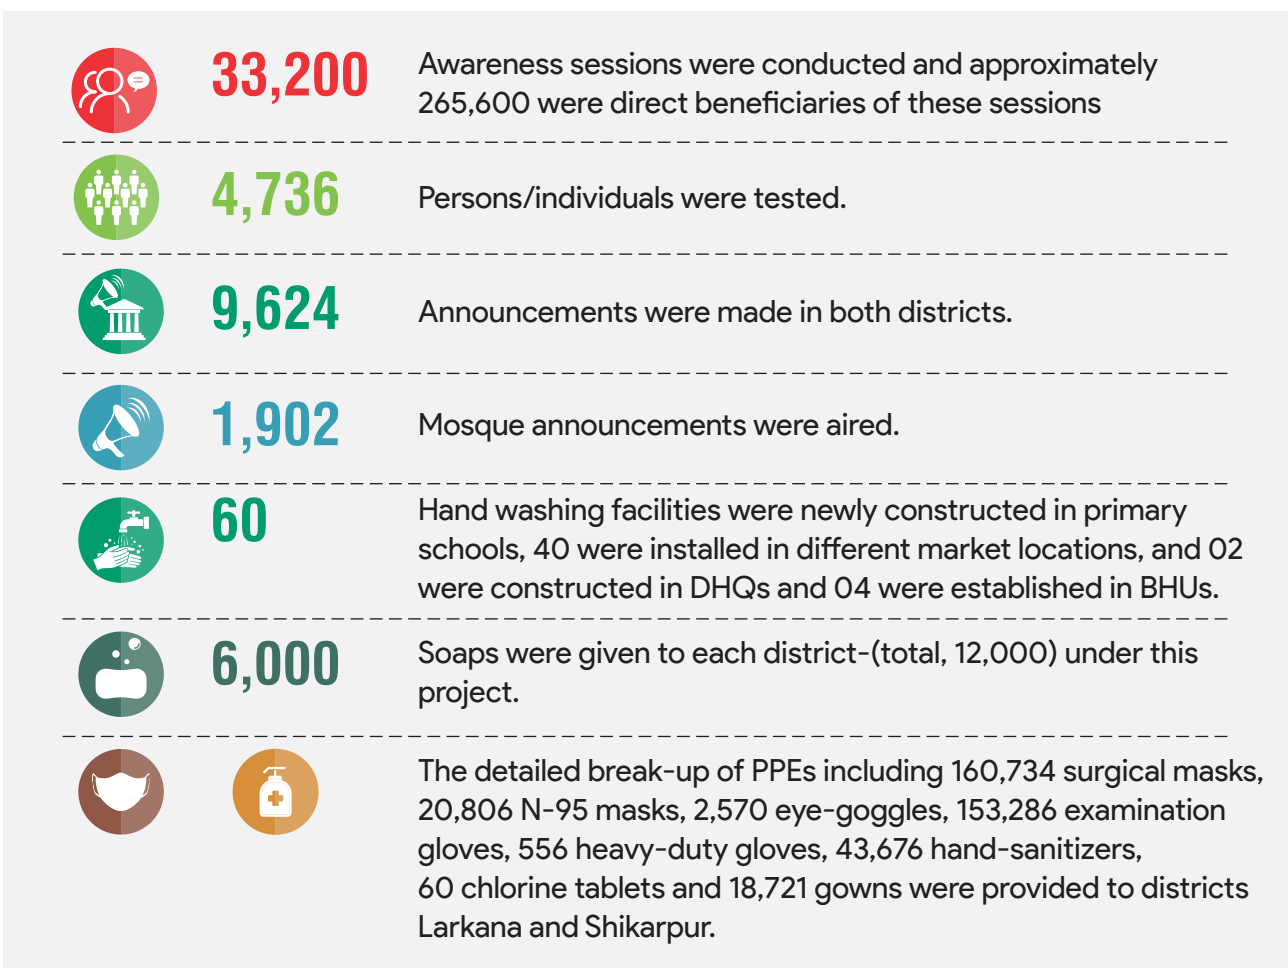 33,200
Awareness sessions were conducted and approximately
265,600 were direct beneficiaries of these sessions
4,736
Persons/individuals were tested.
9,624
Announcements were made in both districts.
1,902
Mosque announcements were aired.
60
Hand washing facilities were newly constructed in primary
schools, 40 were installed in different market locations, and 02
were constructed in DHQs and 04 were established in BHUs.
6,000
Soaps were given to each district-(total, 12,000) under this
project.
The detailed break-up of PPEs including 160,734 surgical masks,
20,806 N-95 masks, 2,570 eye-goggles, 153,286 examination
gloves, 556 heavy-duty gloves, 43,676 hand-sanitizers,
60 chlorine tablets and 18,721 gowns were provided to districts
Larkana and Shikarpur.